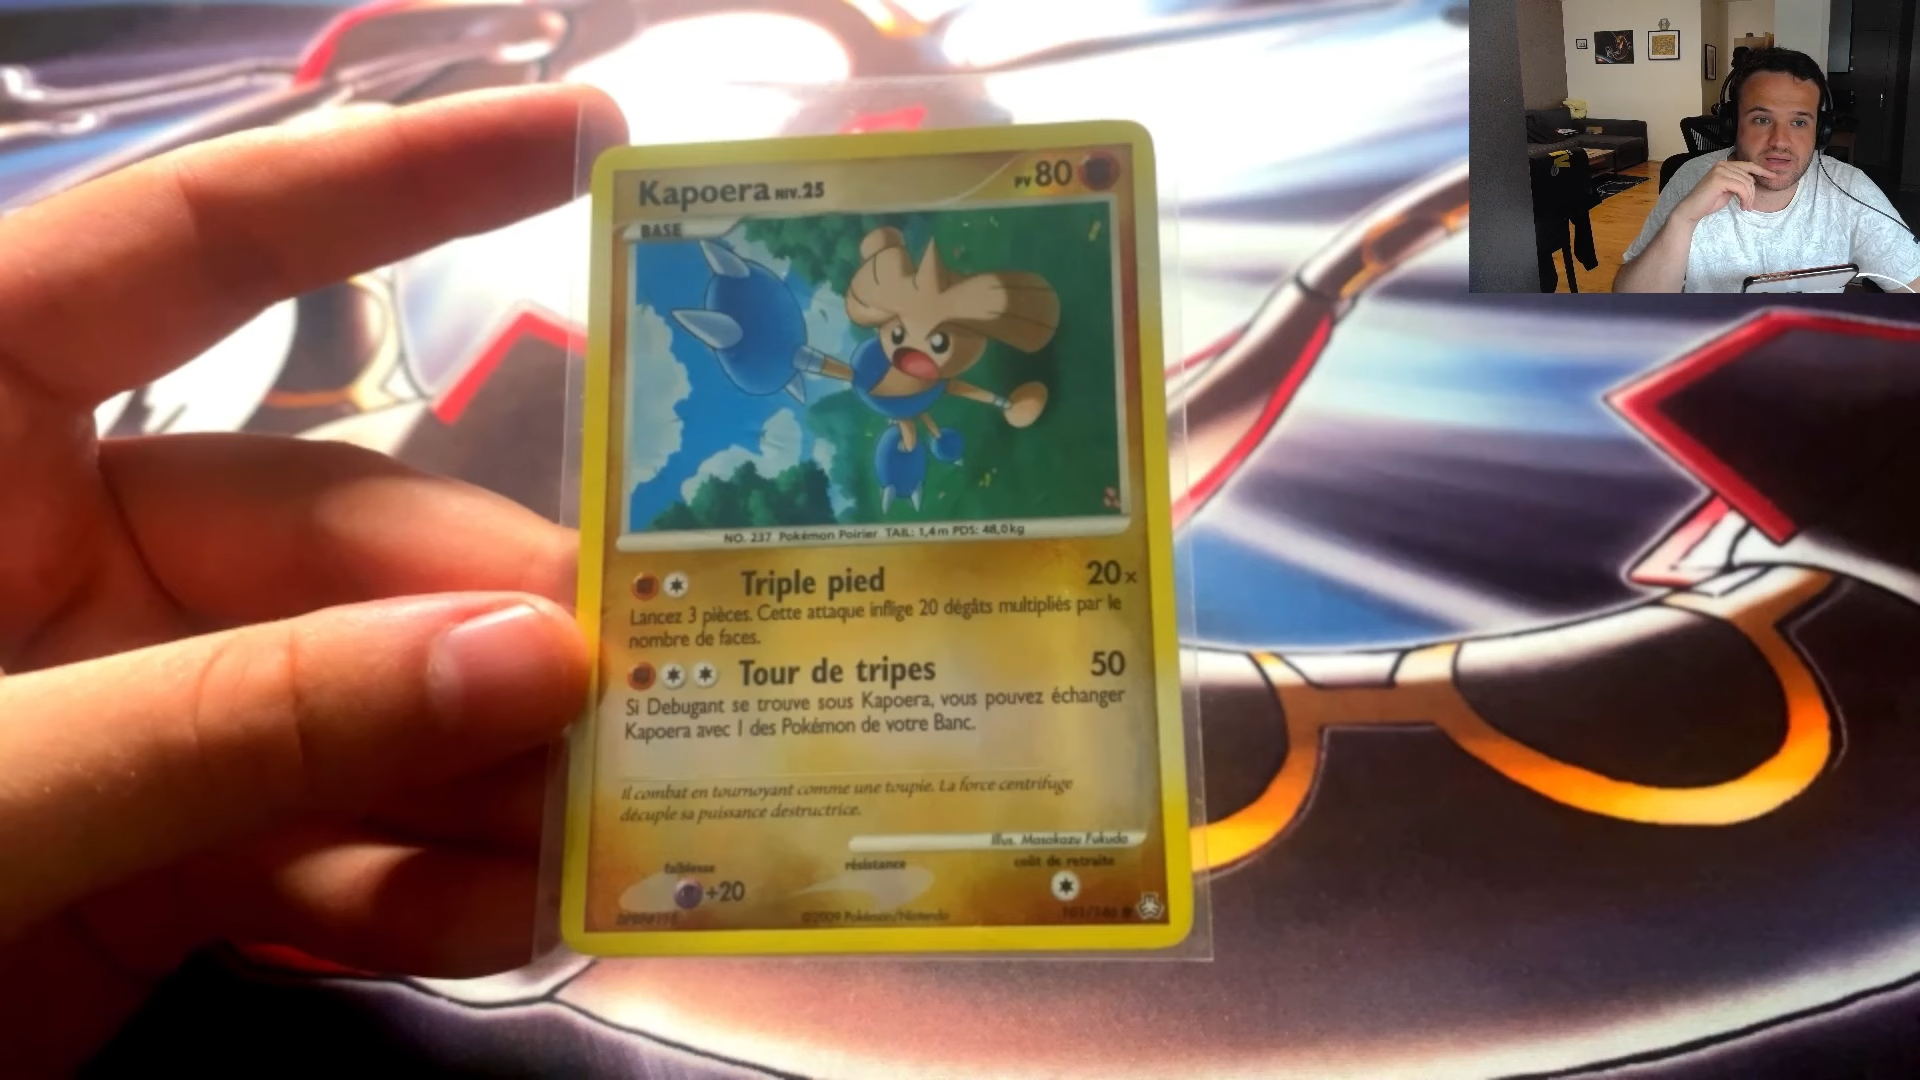 Kapoera NIV.25
PV 80
BASE
NO. 237 Pokémon Poirier TAIL: 1,4m PDS: 48,0kg
Triple pied 20x
Lancez 3 pièces. Cette attaque inflige 20 dégâts multipliés par le
nombre de faces.
Tour de tripes 50
Si Debugant se trouve sous Kapoera, vous pouvez échanger
Kapoera avec 1 des Pokémon de votre Banc.
Il combat en tournoyant comme une toupie. La force centrifuge
décuple sa puissance destructrice.
Illus. Masakazu Fukuda
faiblesse résistance coût de retraite
+20
©2009 Pokémon/Nintendo